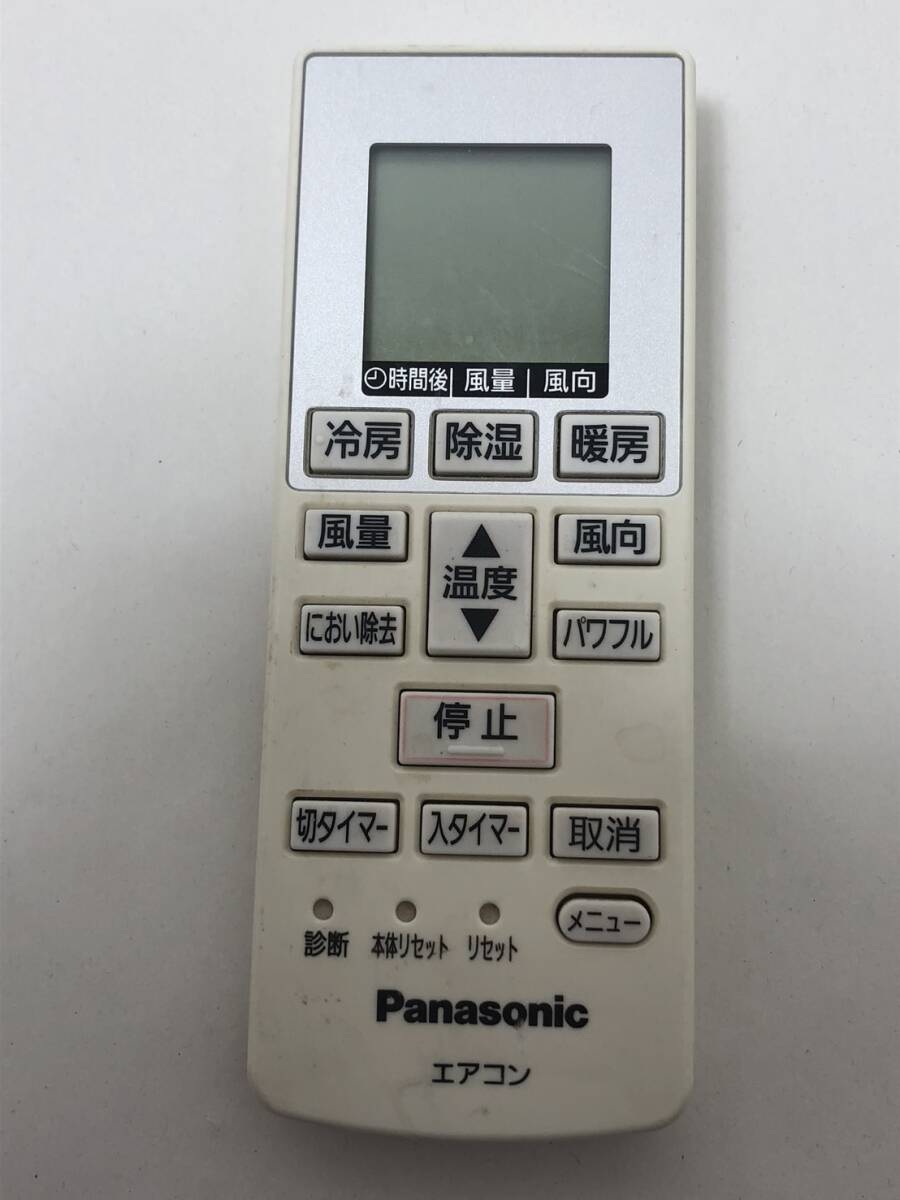 時間後 | 風量 | 風向
冷房 除湿 暖房
風量 温度 風向
におい除去 パワフル
停止
切タイマー 入タイマー 取消
メニュー
診断 本体リセット リセット
Panasonic
エアコン